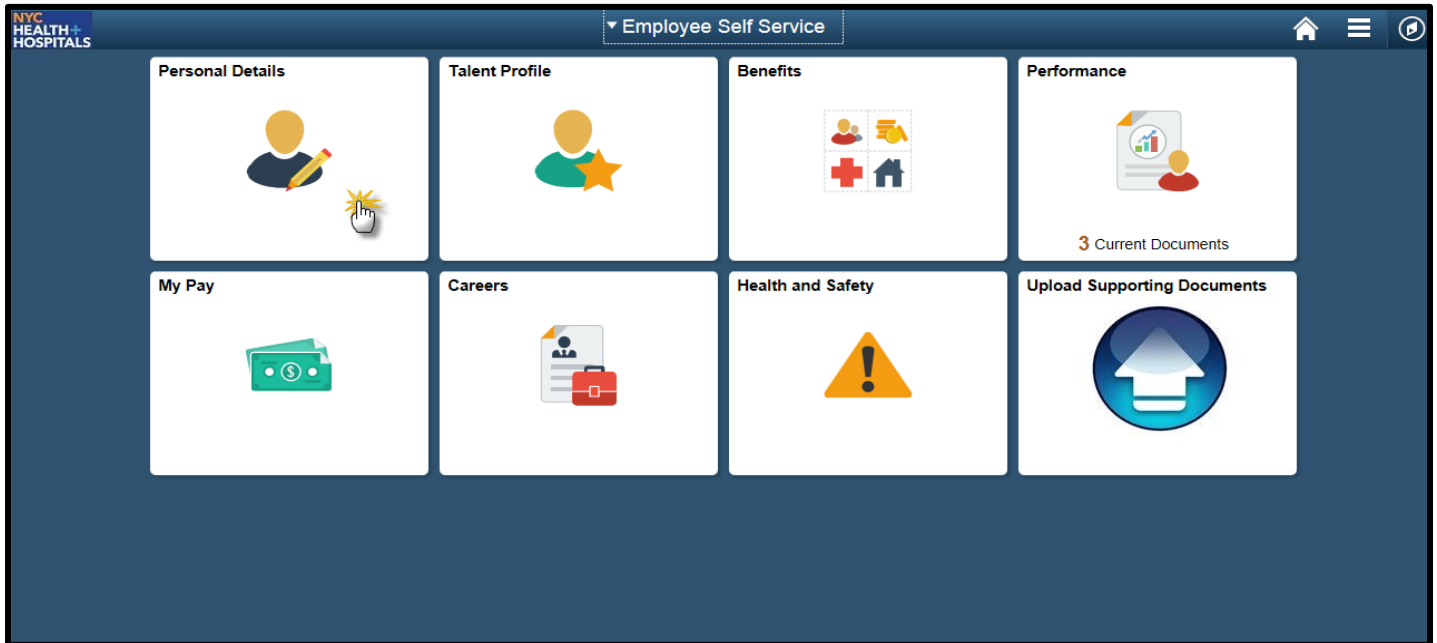 NYC
HEALTH+
HOSPITALS
Employee Self Service
Personal Details
Talent Profile
Benefits
Performance
3 Current Documents
My Pay
Careers
Health and Safety
Upload Supporting Documents